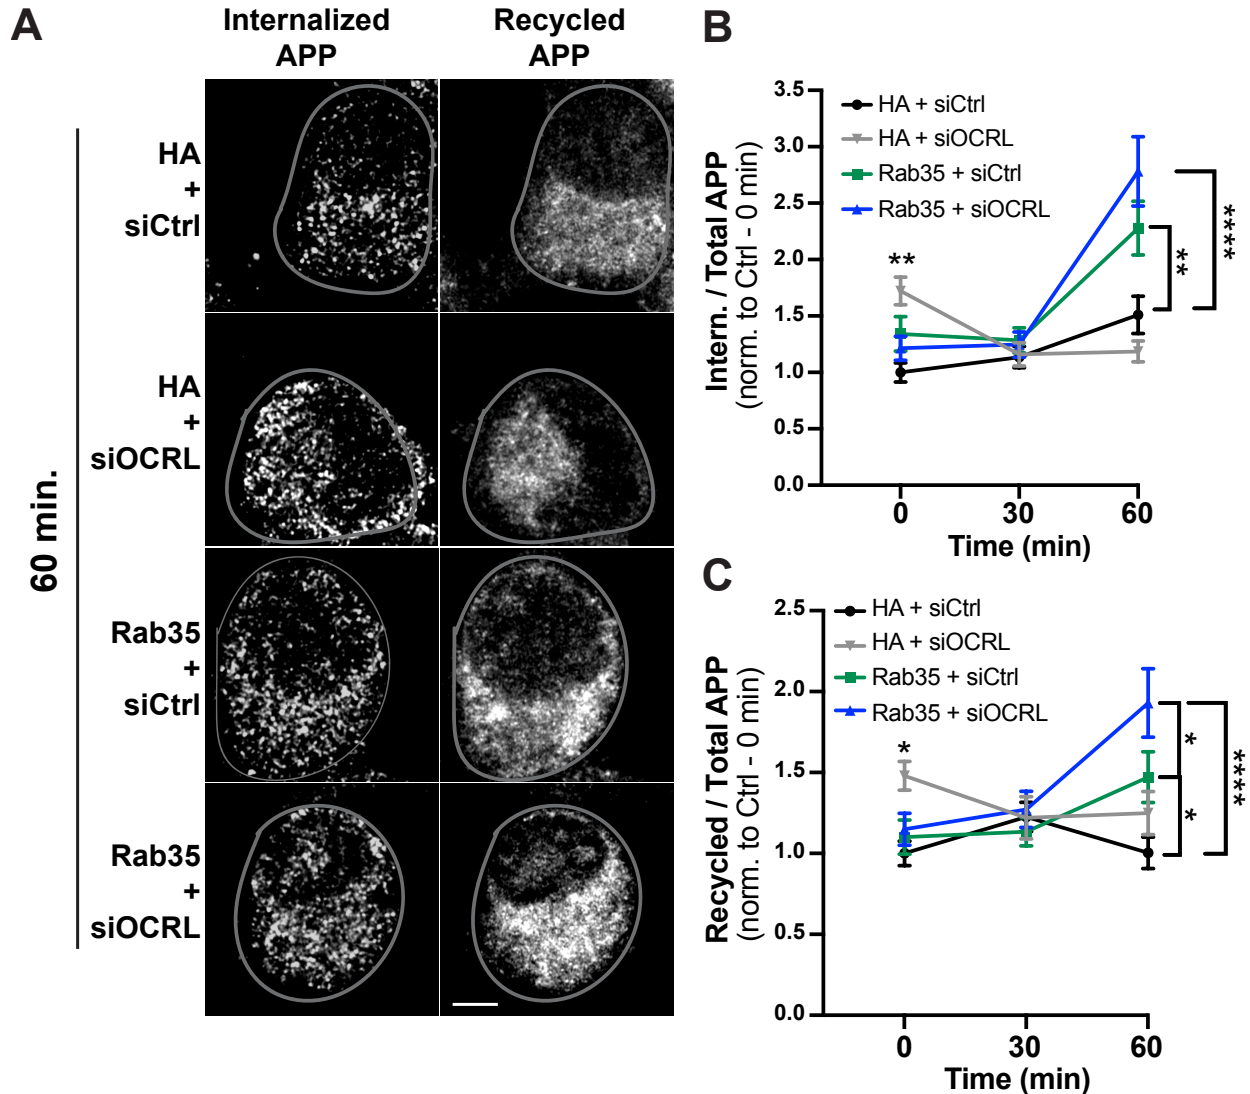 A
Internalized
APP
Recycled
APP
60 min.
HA
+
siCtrl
HA
+
siOCRL
Rab35
+
siCtrl
Rab35
+
siOCRL
B
Intern. / Total APP
(norm. to Ctrl - 0 min)
3.5
3.0
2.5
2.0
1.5
1.0
0.5
0.0
HA + siCtrl
HA + siOCRL
Rab35 + siCtrl
Rab35 + siOCRL
**
**
****
0 30 60
Time (min)
C
Recycled / Total APP
(norm. to Ctrl - 0 min)
2.5
2.0
1.5
1.0
0.5
0.0
HA + siCtrl
HA + siOCRL
Rab35 + siCtrl
Rab35 + siOCRL
*
*
*
****
0 30 60
Time (min)